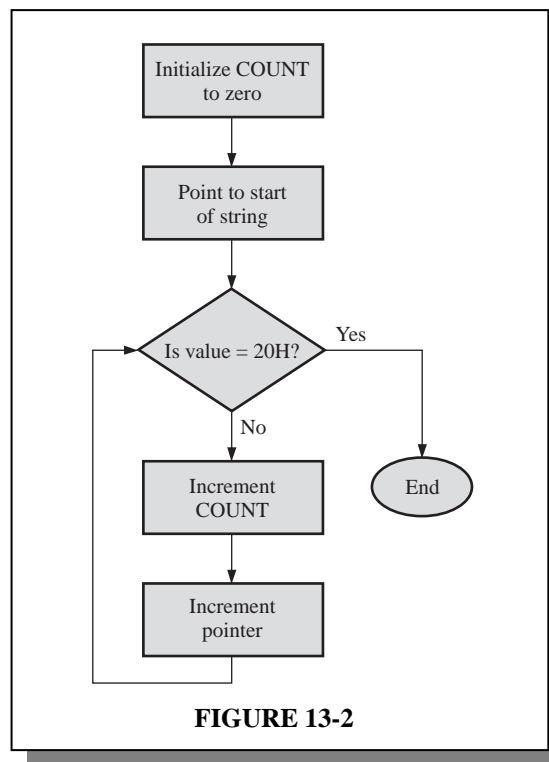 Initialize COUNT
to zero
Point to start
of string
Is value = 20H?
Yes
No
Increment
COUNT
End
Increment
pointer
FIGURE 13-2